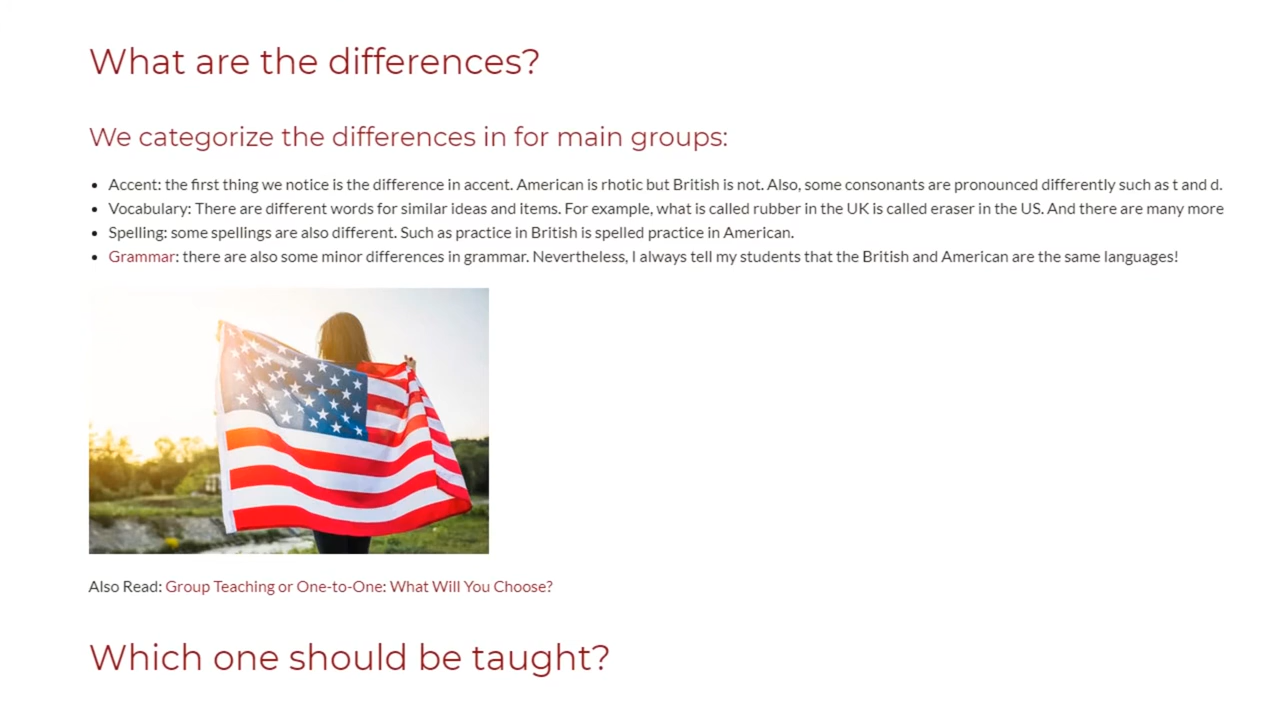 What are the differences?
We categorize the differences in for main groups:
Accent: the first thing we notice is the difference in accent. American is rhotic but British is not. Also, some consonants are pronounced differently such as t and d.
Vocabulary: There are different words for similar ideas and items. For example, what is called rubber in the UK is called eraser in the US. And there are many more
Spelling: some spellings are also different. Such as practice in British is spelled practice in American.
Grammar: there are also some minor differences in grammar. Nevertheless, I always tell my students that the British and American are the same languages!
Also Read: Group Teaching or One-to-One: What Will You Choose?
Which one should be taught?